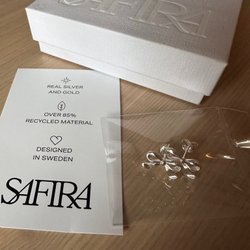 SAFIRA
REAL SILVER
AND GOLD
OVER 85%
RECYCLED MATERIAL
DESIGNED
IN SWEDEN
SAFIRA